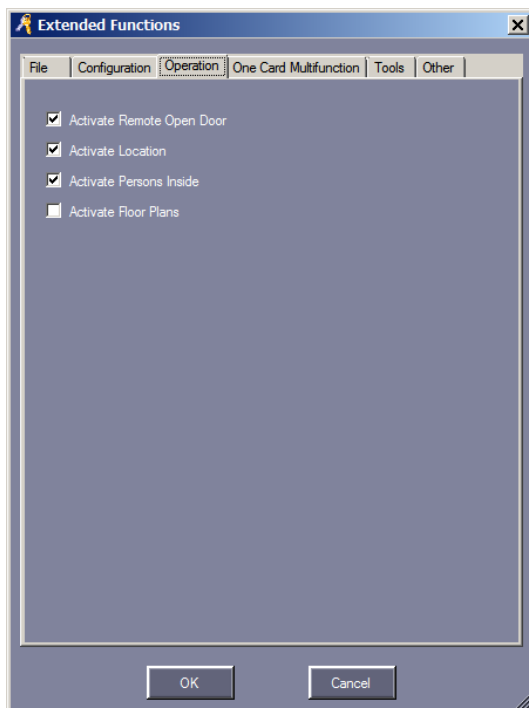 Extended Functions
File Configuration Operation One Card Multifunction Tools Other
Activate Remote Open Door
Activate Location
Activate Persons Inside
Activate Floor Plans
OK Cancel